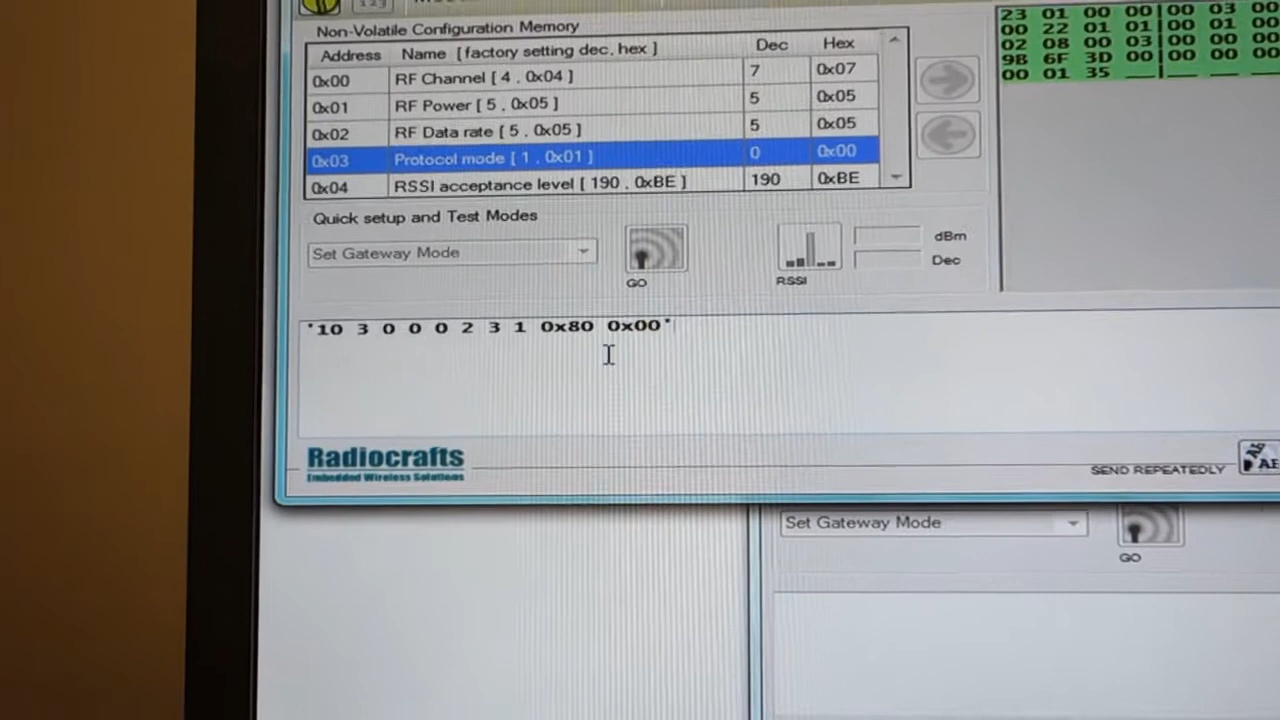 Non-Volatile Configuration Memory
Address Name [factory setting dec, hex ] Dec Hex
0x00 RF Channel [ 4 , 0x04 ] 7 0x07
0x01 RF Power [ 5 , 0x05 ] 5 0x05
0x02 RF Data rate [ 5 , 0x05 ] 5 0x05
0x03 Protocol mode [ 1 , 0x01 ] 0 0x00
0x04 RSSI acceptance level [ 190 , 0xBE ] 190 0xBE
23 01 00 00 00 03 00
00 22 01 01 00 01 00
02 08 00 03 00 00 00
9B 6F 3D 00 00 00 00
00 01 35
Quick setup and Test Modes
Set Gateway Mode
GO
RSSI
dBm
Dec
'10 3 0 0 0 2 3 1 0x80 0x00'
Radiocrafts
Embedded Wireless Solutions
SEND REPEATEDLY
Set Gateway Mode
GO